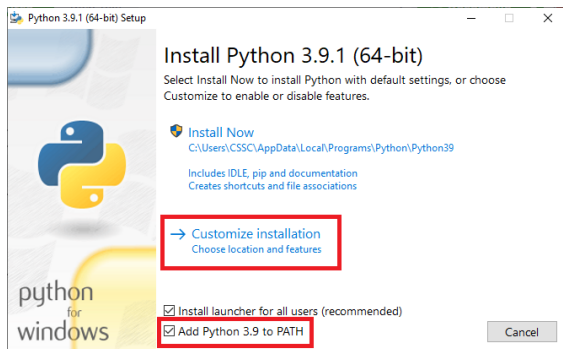 Python 3.9.1 (64-bit) Setup
Install Python 3.9.1 (64-bit)
Select Install Now to install Python with default settings, or choose
Customize to enable or disable features.
Install Now
C:\Users\CSSC\AppData\Local\Programs\Python\Python39
Includes IDLE, pip and documentation
Creates shortcuts and file associations
Customize installation
Choose location and features
python
for
windows
Install launcher for all users (recommended)
Add Python 3.9 to PATH
Cancel